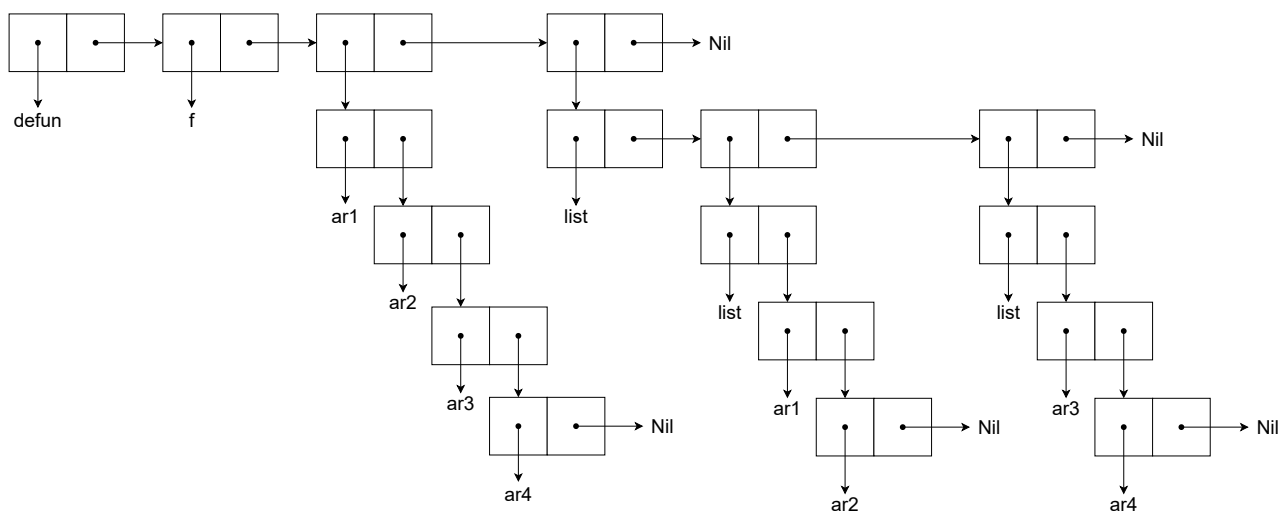 Nil
defun
f
Nil
ar1
list
ar2
list
list
ar3
ar1
ar3
Nil
Nil
Nil
ar4
ar2
ar4